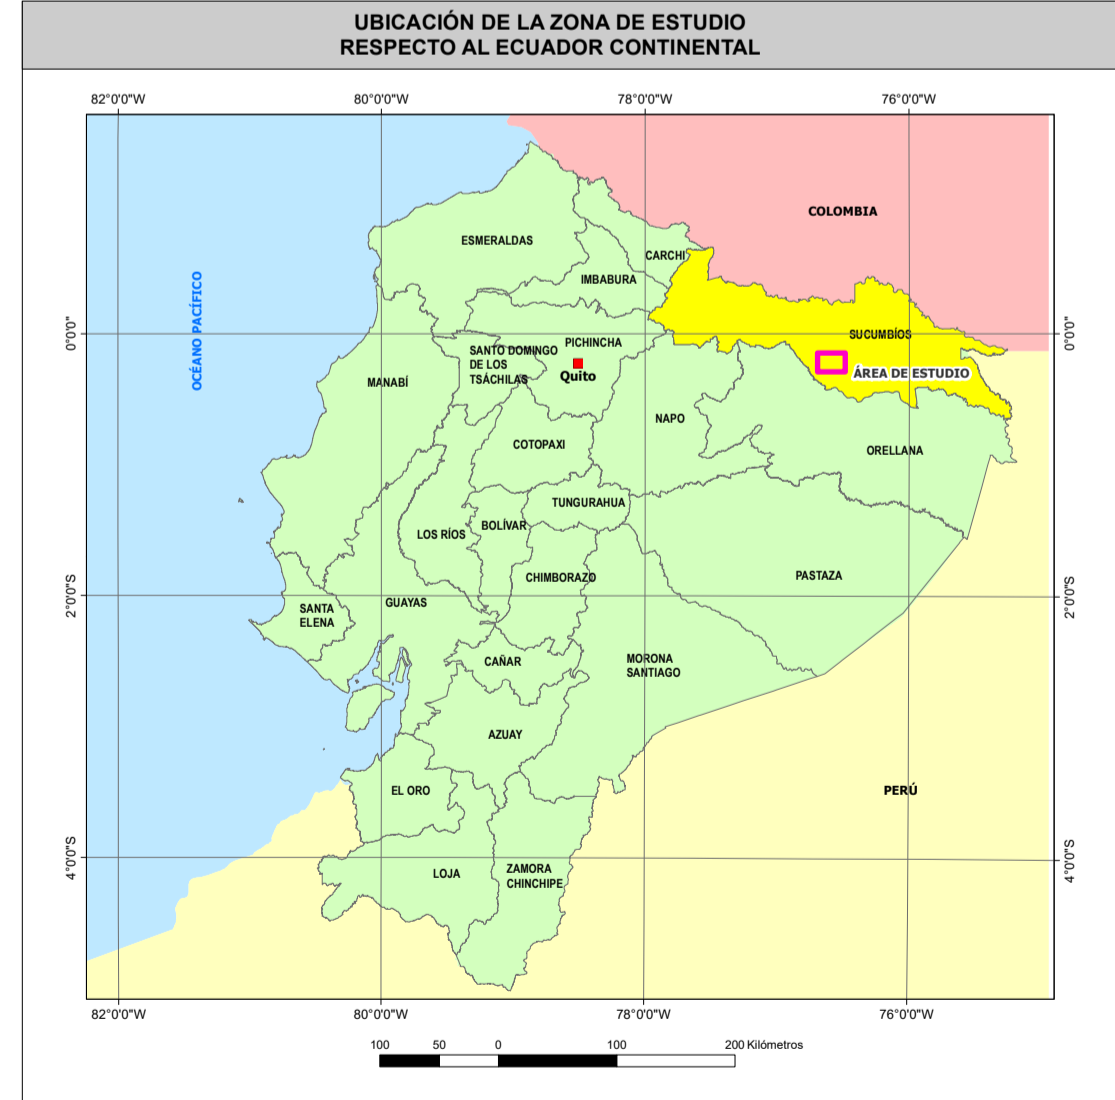 UBICACIÓN DE LA ZONA DE ESTUDIO
RESPECTO AL ECUADOR CONTINENTAL
82°0'0"W
80°0'0"W
78°0'0"W
76°0'0"W
COLOMBIA
ESMERALDAS
CARCHI
IMBABURA
OCÉANO PACÍFICO
0°0'0"
0°0'0"
SUCUMBÍOS
PICHINCHA
SANTO DOMINGO
DE LOS
TSÁCHILAS
Quito
ÁREA DE ESTUDIO
MANABÍ
NAPO
COTOPAXI
ORELLANA
TUNGURAHUA
BOLÍVAR
LOS RÍOS
CHIMBORAZO
PASTAZA
2°0'0"S
2°0'0"S
GUAYAS
SANTA
ELENA
CAÑAR
MORONA
SANTIAGO
AZUAY
EL ORO
PERÚ
4°0'0"S
4°0'0"S
LOJA
ZAMORA
CHINCHIPE
82°0'0"W
80°0'0"W
78°0'0"W
76°0'0"W
100
50
0
100
200 Kilómetros